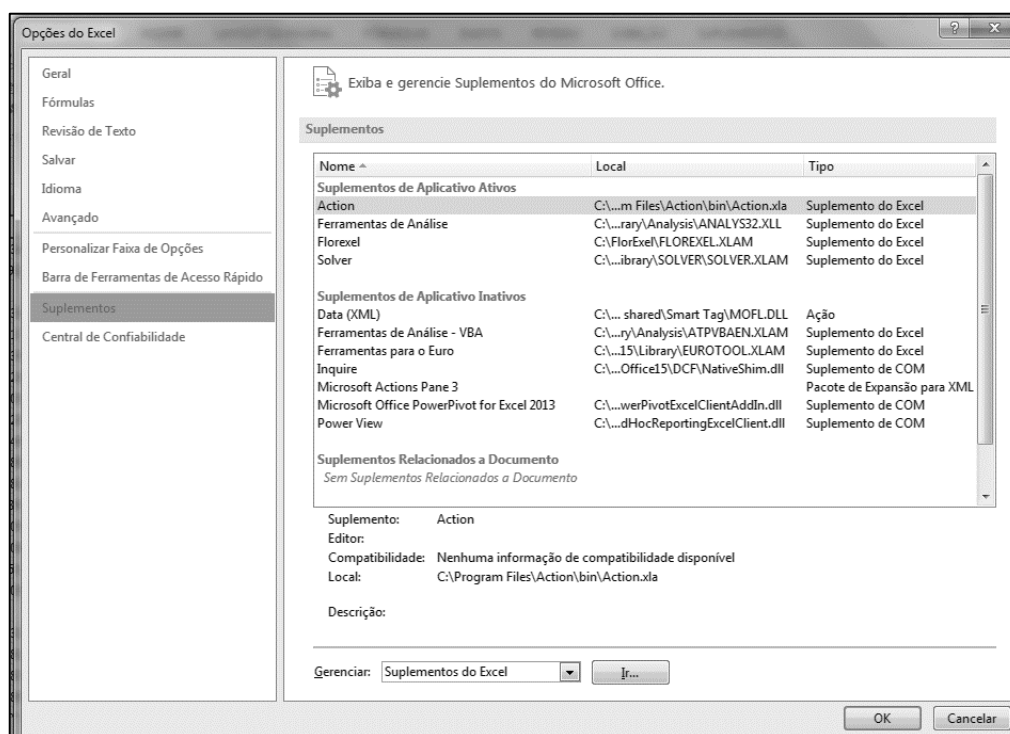 Opções do Excel
Geral
Fórmulas
Revisão de Texto
Salvar
Idioma
Avançado
Personalizar Faixa de Opções
Barra de Ferramentas de Acesso Rápido
Suplementos
Central de Confiabilidade
Exiba e gerencie Suplementos do Microsoft Office.
Suplementos
Nome Local Tipo
Suplementos de Aplicativo Ativos
Action C:\...m Files\Action\bin\Action.xla Suplemento do Excel
Ferramentas de Análise C:\...rary\Analysis\ANALYS32.XLL Suplemento do Excel
Florexel C:\FlorExel\FLOREXEL.XLAM Suplemento do Excel
Solver C:\...ibrary\SOLVER\SOLVER.XLAM Suplemento do Excel
Suplementos de Aplicativo Inativos
Data (XML) C:\... shared\Smart Tag\MOFL.DLL Ação
Ferramentas de Análise - VBA C:\...ry\Analysis\ATPVBAEN.XLAM Suplemento do Excel
Ferramentas para o Euro C:\...15\Library\EUROTOOL.XLAM Suplemento do Excel
Inquire C:\...Office15\DCF\NativeShim.dll Suplemento de COM
Microsoft Actions Pane 3 Pacote de Expansão para XML
Microsoft Office PowerPivot for Excel 2013 C:\...werPivotExcelClientAddIn.dll Suplemento de COM
Power View C:\...dHocReportingExcelClient.dll Suplemento de COM
Suplementos Relacionados a Documento
Sem Suplementos Relacionados a Documento
Suplemento: Action
Editor:
Compatibilidade: Nenhuma informação de compatibilidade disponível
Local: C:\Program Files\Action\bin\Action.xla
Descrição:
Gerenciar: Suplementos do Excel Ir...
OK Cancelar